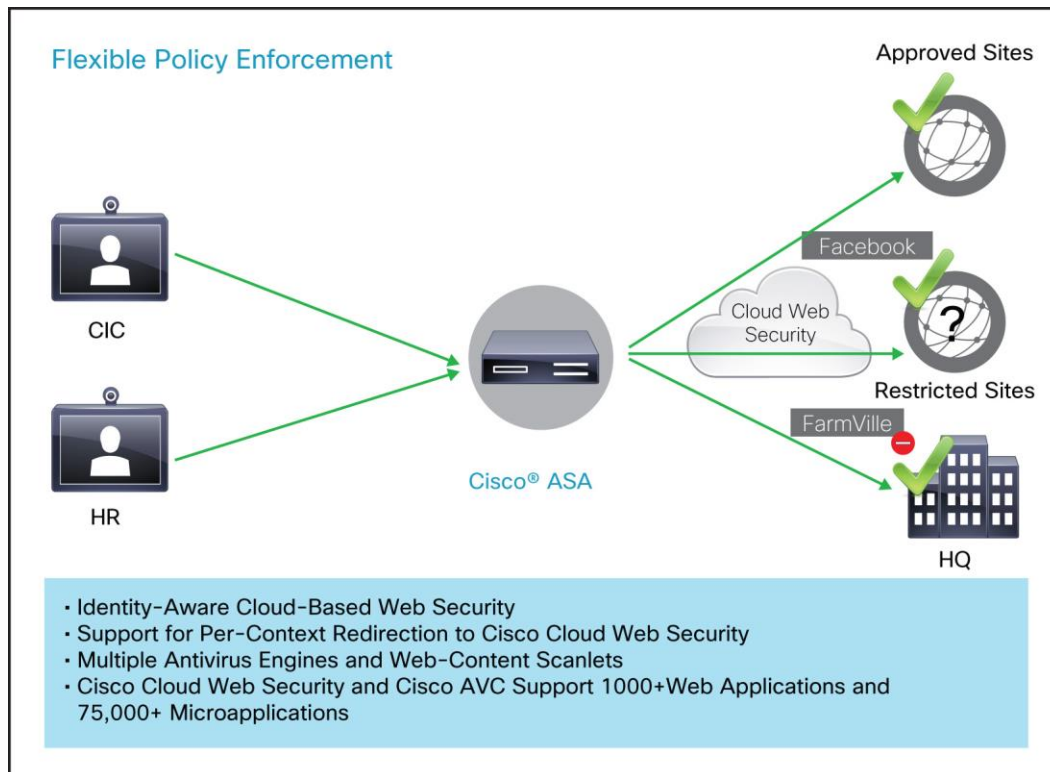 Flexible Policy Enforcement
Approved Sites
Facebook
CIC
Cloud Web
Security
?
Restricted Sites
FarmVille
HR
Cisco® ASA
HQ
· Identity-Aware Cloud-Based Web Security
· Support for Per-Context Redirection to Cisco Cloud Web Security
· Multiple Antivirus Engines and Web-Content Scanlets
· Cisco Cloud Web Security and Cisco AVC Support 1000+Web Applications and
75,000+ Microapplications